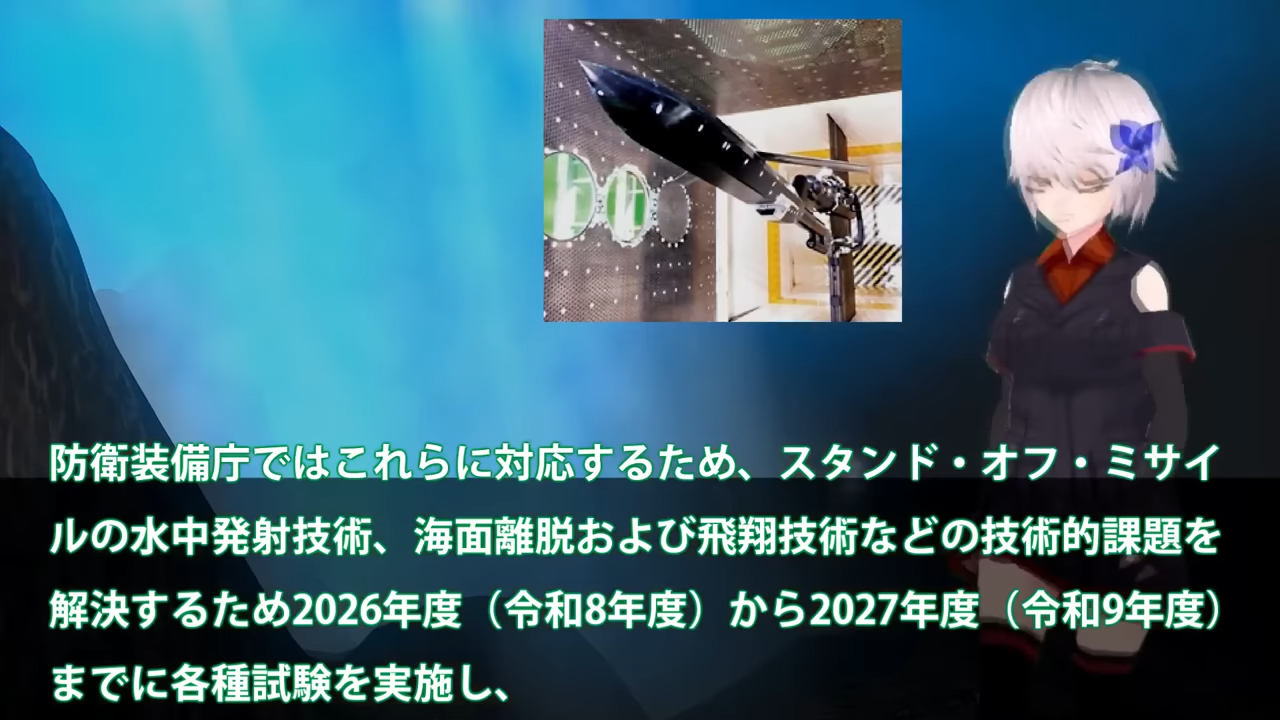 防衛装備庁ではこれらに対応するため、スタンド・オフ・ミサイ
ルの水中発射技術、海面離脱および飛翔技術などの技術的課題を
解決するため2026年度（令和8年度）から2027年度（令和9年度）
までに各種試験を実施し、